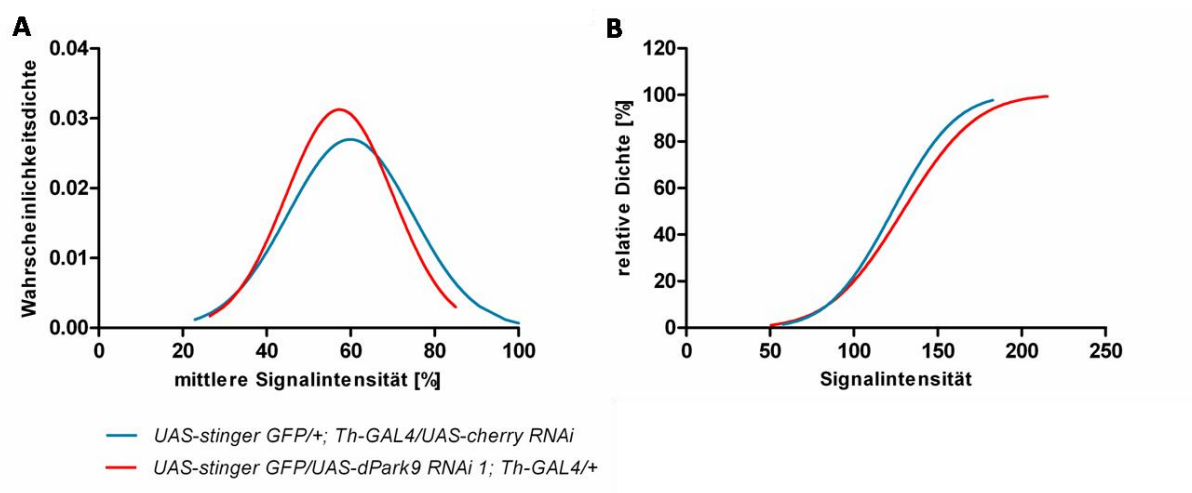 A
Wahrscheinlichkeitsdichte
0.04
0.03
0.02
0.01
0.00
0 20 40 60 80 100
mittlere Signalintensität [%]
B
relative Dichte [%]
120
100
80
60
40
20
0
0 50 100 150 200 250
Signalintensität
UAS-stinger GFP/+; Th-GAL4/UAS-cherry RNAi
UAS-stinger GFP/UAS-dPark9 RNAi 1; Th-GAL4/+